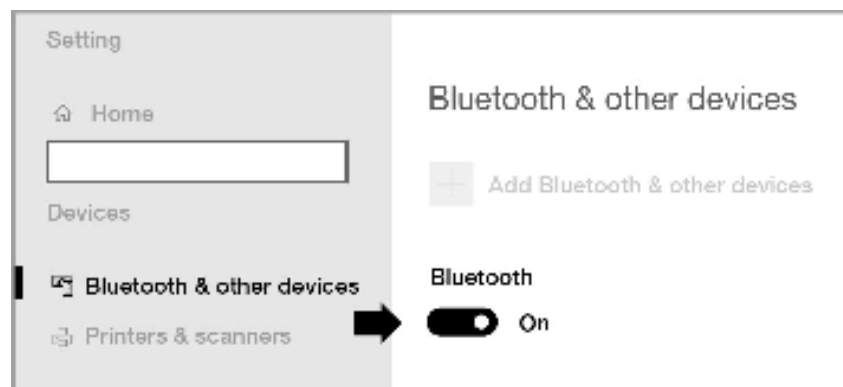 Setting
Home
Devices
Bluetooth & other devices
Printers & scanners
Bluetooth & other devices
Add Bluetooth & other devices
Bluetooth
On